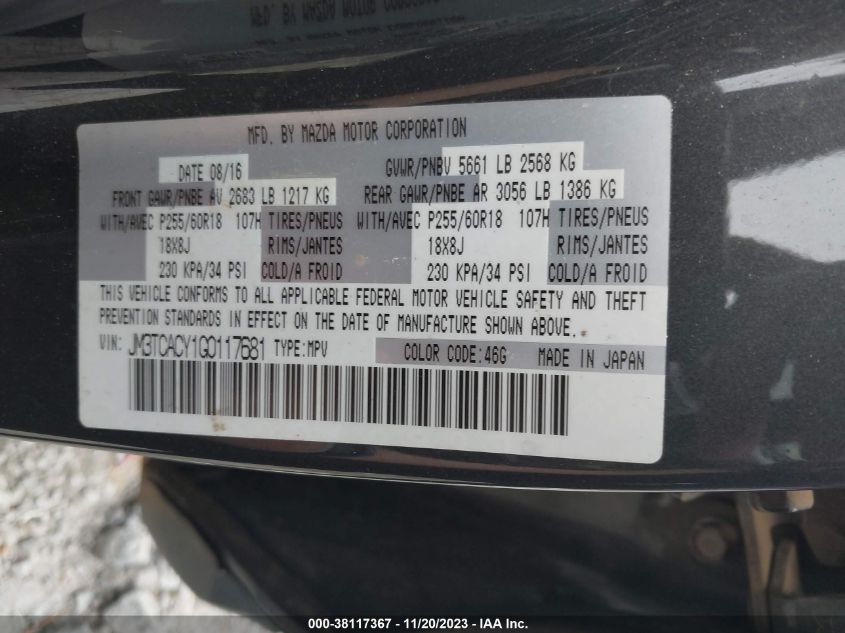 MFD. BY MAZDA MOTOR CORPORATION
DATE 08/16 GVWR/PNBV 5661 LB 2568 KG
FRONT GAWR/PNBE AV 2683 LB 1217 KG REAR GAWR/PNBE AR 3056 LB 1386 KG
WITH/AVEC P255/60R18 107H TIRES/PNEUS WITH/AVEC P255/60R18 107H TIRES/PNEUS
18X8J RIMS/JANTES 18X8J RIMS/JANTES
230 KPA/34 PSI COLD/A FROID 230 KPA/34 PSI COLD/A FROID
THIS VEHICLE CONFORMS TO ALL APPLICABLE FEDERAL MOTOR VEHICLE SAFETY AND THEFT
PREVENTION STANDARDS IN EFFECT ON THE DATE OF MANUFACTURE SHOWN ABOVE.
VIN: JM3TCACY1G0117681 TYPE:MPV COLOR CODE:46G MADE IN JAPAN
000-38117367 - 11/20/2023 - IAA Inc.